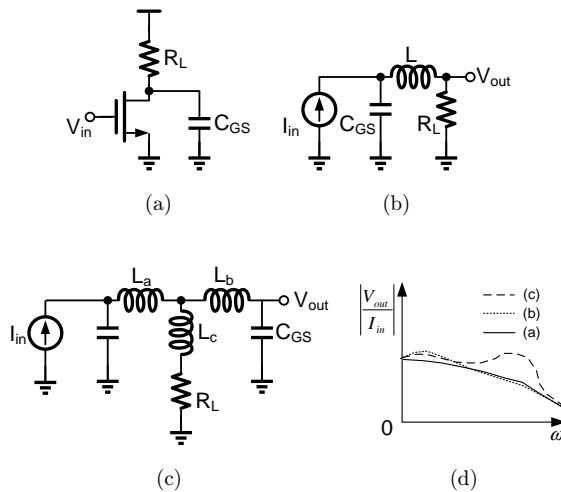 R_L
V_in
C_GS
(a)
L
V_out
I_in
C_GS
R_L
(b)
L_a
L_b
V_out
I_in
L_c
C_GS
R_L
(c)
|V_out / I_in|
(c)
(b)
(a)
0
ω
(d)